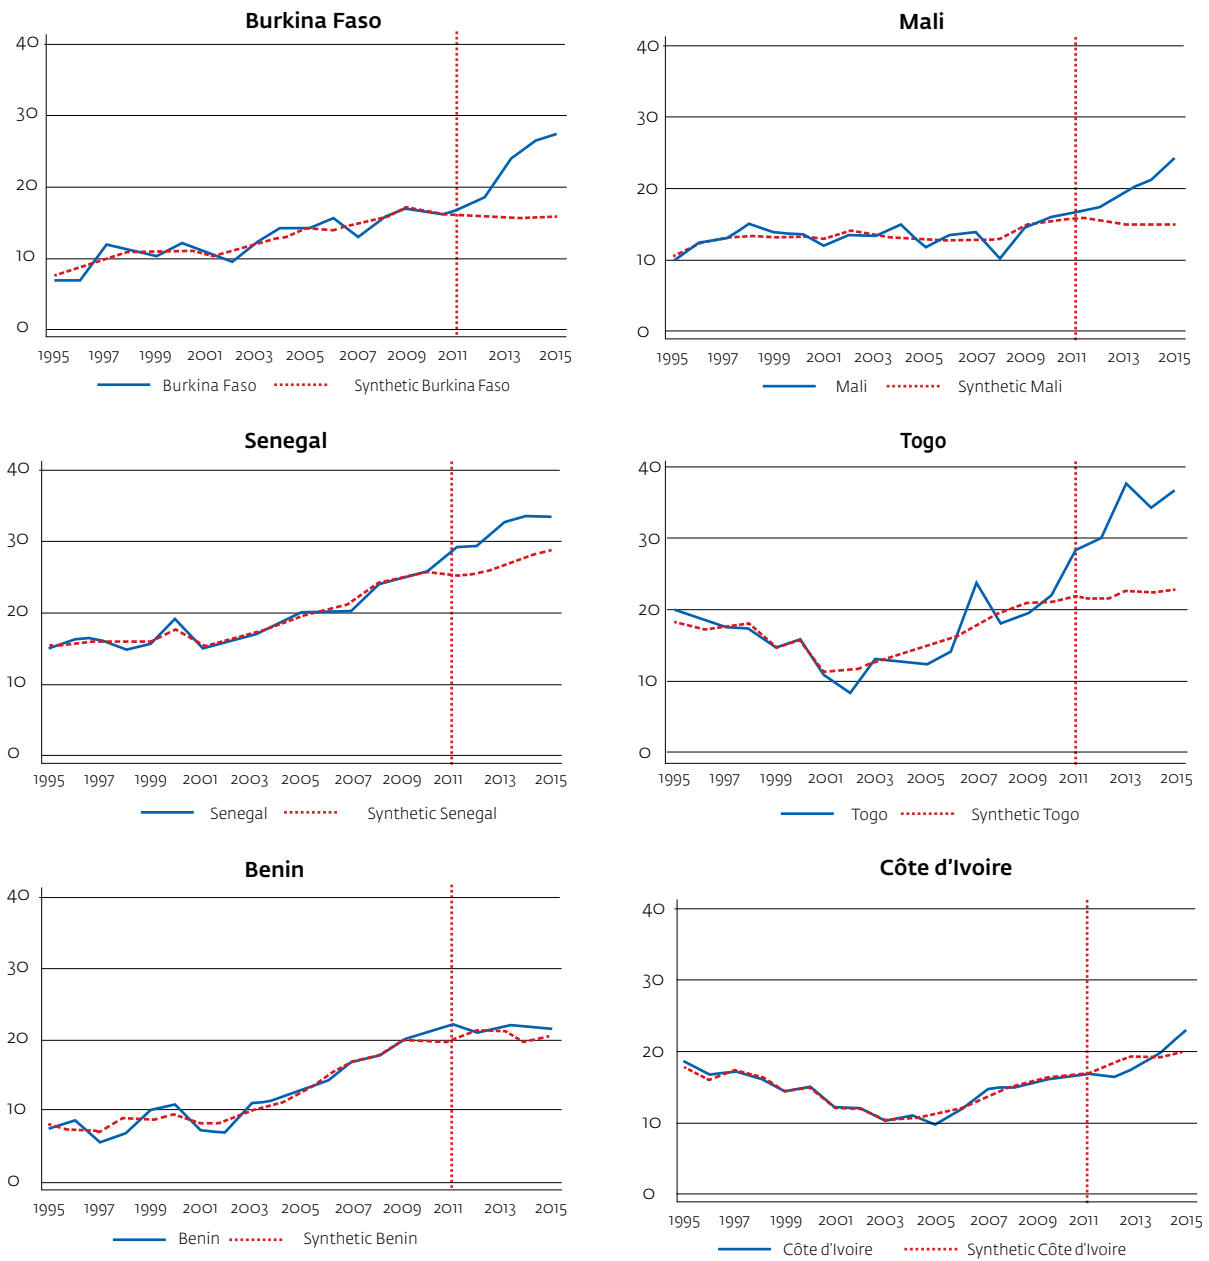 Burkina Faso
40
30
20
10
0
1995 1997 1999 2001 2003 2005 2007 2009 2011 2013 2015
Burkina Faso Synthetic Burkina Faso
Mali
40
30
20
10
0
1995 1997 1999 2001 2003 2005 2007 2009 2011 2013 2015
Mali Synthetic Mali
Senegal
40
30
20
10
0
1995 1997 1999 2001 2003 2005 2007 2009 2011 2013 2015
Senegal Synthetic Senegal
Togo
40
30
20
10
0
1995 1997 1999 2001 2003 2005 2007 2009 2011 2013 2015
Togo Synthetic Togo
Benin
40
30
20
10
0
1995 1997 1999 2001 2003 2005 2007 2009 2011 2013 2015
Benin Synthetic Benin
Côte d'Ivoire
40
30
20
10
0
1995 1997 1999 2001 2003 2005 2007 2009 2011 2013 2015
Côte d'Ivoire Synthetic Côte d'Ivoire